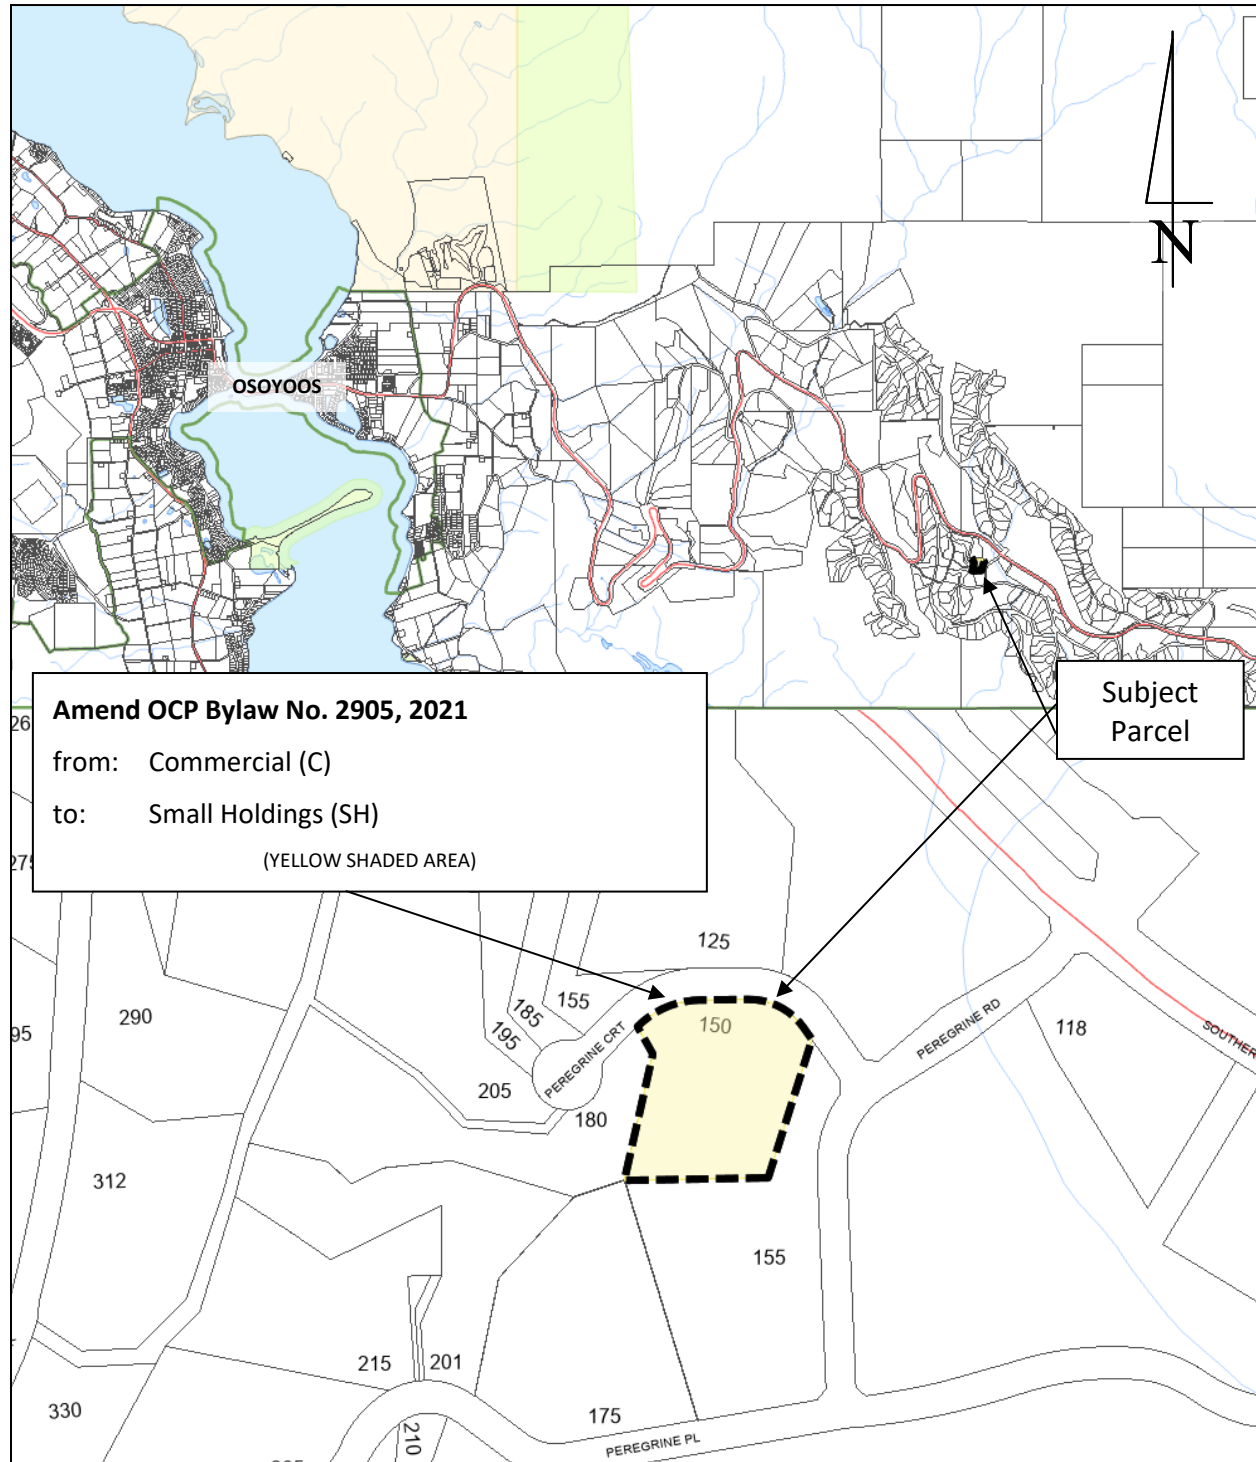 N
OSOYOOS
Subject
Parcel
Amend OCP Bylaw No. 2905, 2021
from: Commercial (C)
to: Small Holdings (SH)
(YELLOW SHADED AREA)
26
275
125
155
185
195
150
PEREGRINE CRT
PEREGRINE RD
118
SOUTHER
290
95
205
180
312
155
215
201
330
175
210
PEREGRINE PL